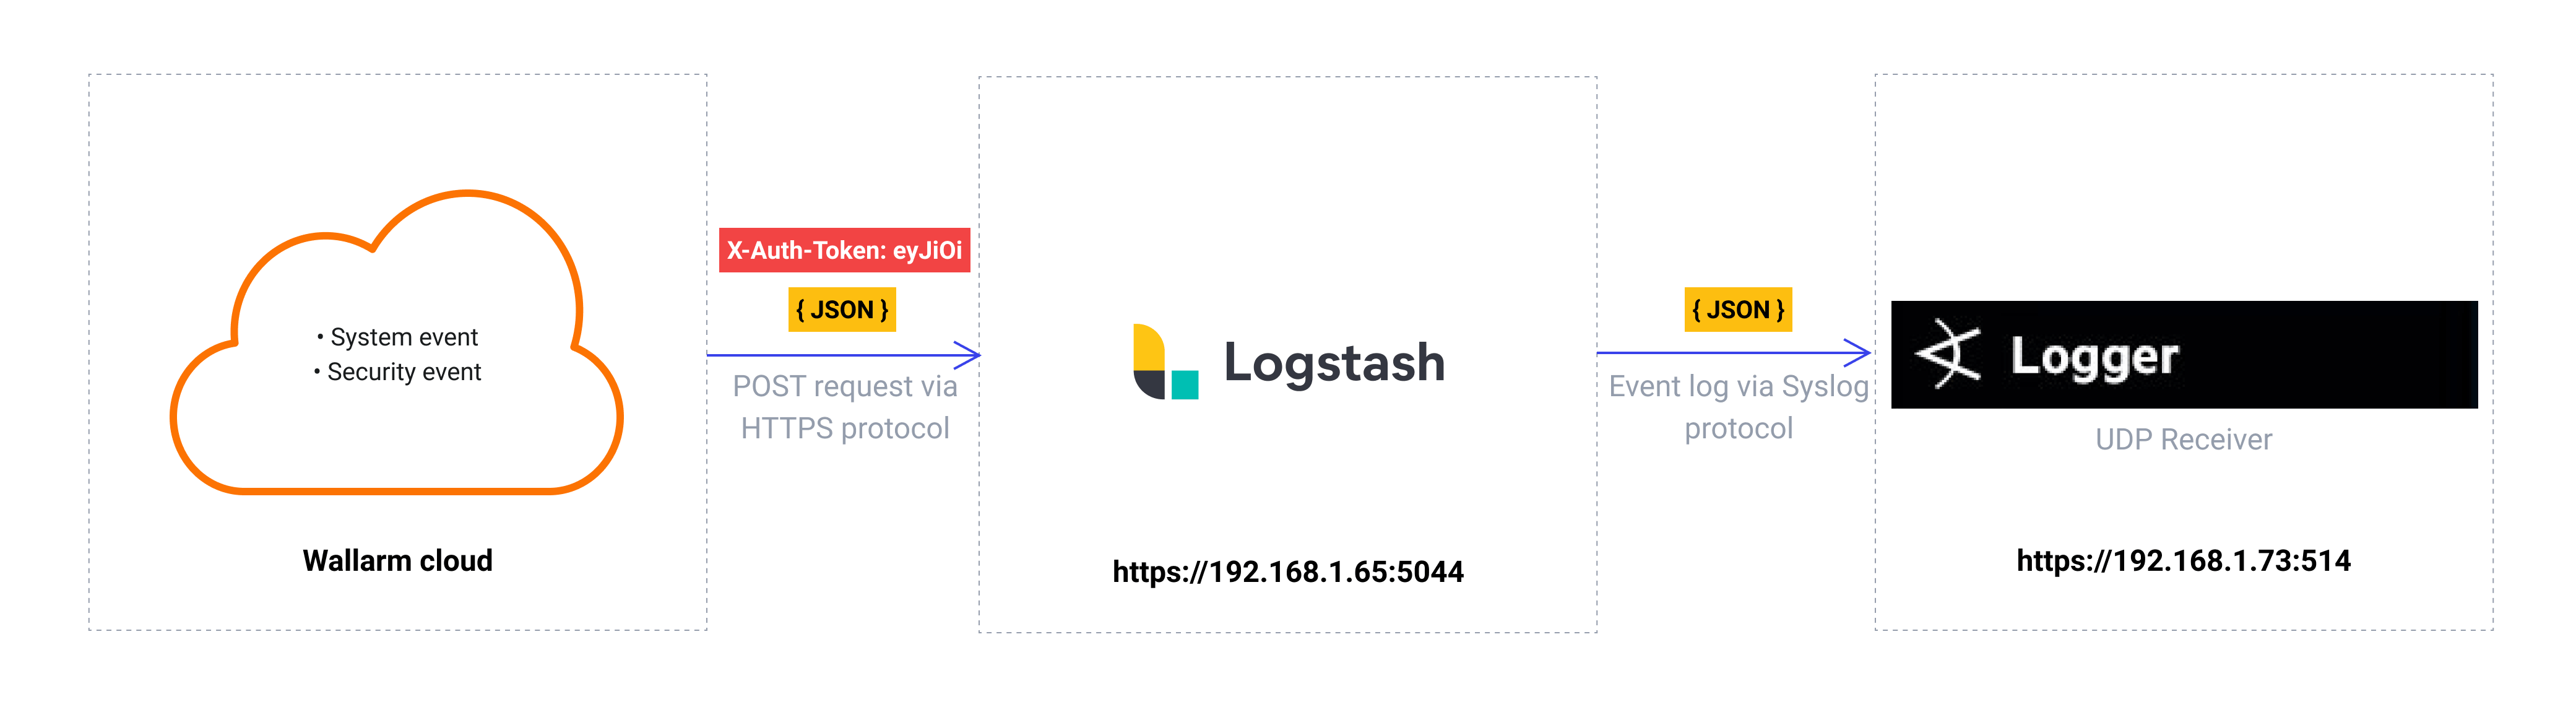 • System event
• Security event
Wallarm cloud
X-Auth-Token: eyJiOi
{ JSON }
POST request via
HTTPS protocol
Logstash
https://192.168.1.65:5044
{ JSON }
Event log via Syslog
protocol
Logger
UDP Receiver
https://192.168.1.73:514